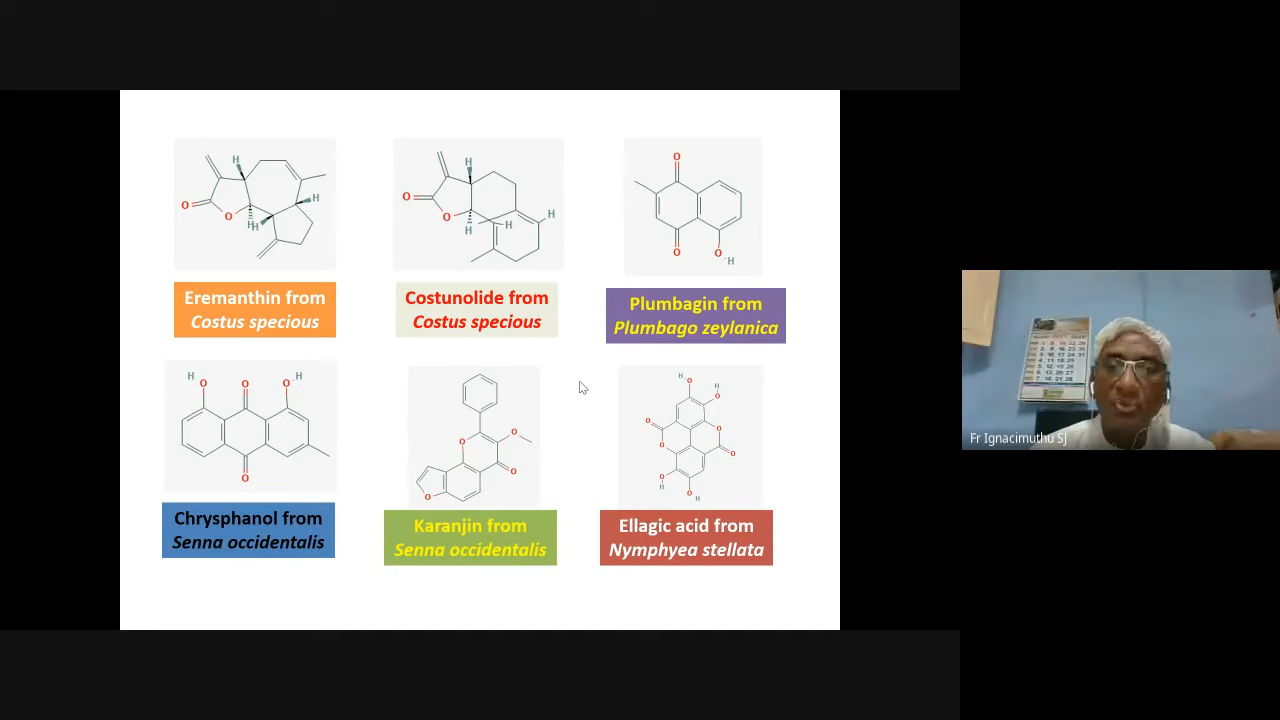 Eremanthin from
Costus specious
Costunolide from
Costus specious
Plumbagin from
Plumbago zeylanica
Chrysphanol from
Senna occidentalis
Karanjin from
Senna occidentalis
Ellagic acid from
Nymphyea stellata
Fr Ignacimuthu SJ